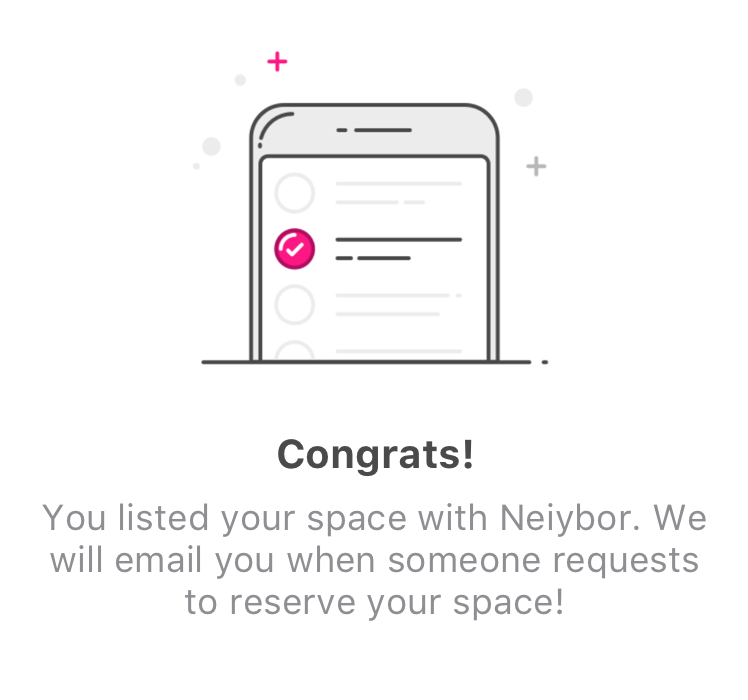 Congrats!
You listed your space with Neiybor. We
will email you when someone requests
to reserve your space!